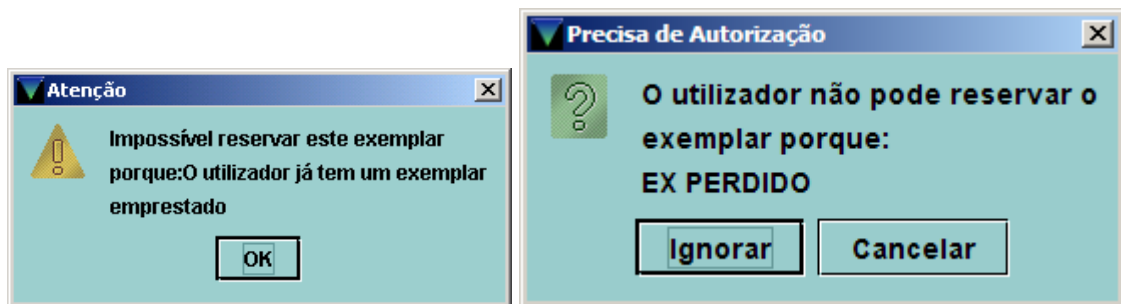 Atenção
Impossível reservar este exemplar
porque:O utilizador já tem um exemplar
emprestado
OK
Precisa de Autorização
O utilizador não pode reservar o
exemplar porque:
EX PERDIDO
Ignorar
Cancelar